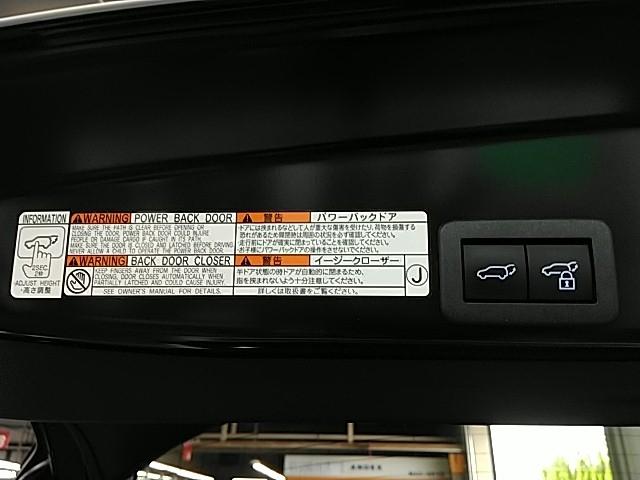 INFORMATION
2SEC
2秒
ADJUST HEIGHT
・高さ調整
WARNING POWER BACK DOOR
MAKE SURE THE PATH IS CLEAR BEFORE OPENING OR
CLOSING THE DOOR. POWER BACK DOOR COULD INJURE
PEOPLE OR DAMAGE CARGO IF CAUGHT IN ITS PATH.
MAKE SURE THE DOOR IS CLOSED AND LATCHED BEFORE DRIVING.
NEVER ALLOW A CHILD TO OPERATE THE POWER BACK DOOR.
警告 パワーバックドア
・ドアにはさまれるなどして人が重大な傷害を受けたり、荷物を損傷する
恐れがあるため開閉時は周囲の状況を必ず確認してください。
・走行前にドアが確実に閉まっていることを確認してください。
・お子様にパワーバックドアの操作をさせないでください。
WARNING BACK DOOR CLOSER
KEEP FINGERS AWAY FROM THE DOOR WHEN
CLOSING, DOOR CLOSES AUTOMATICALLY WHEN
PARTIALLY LATCHED AND COULD CAUSE INJURY.
SEE OWNER'S MANUAL FOR DETAILS.
警告 イージークローザー
半ドア状態の時ドアが自動的に閉まるため、
指を挟まれないよう十分注意してください。
詳しくは取扱書をご覧ください。
J